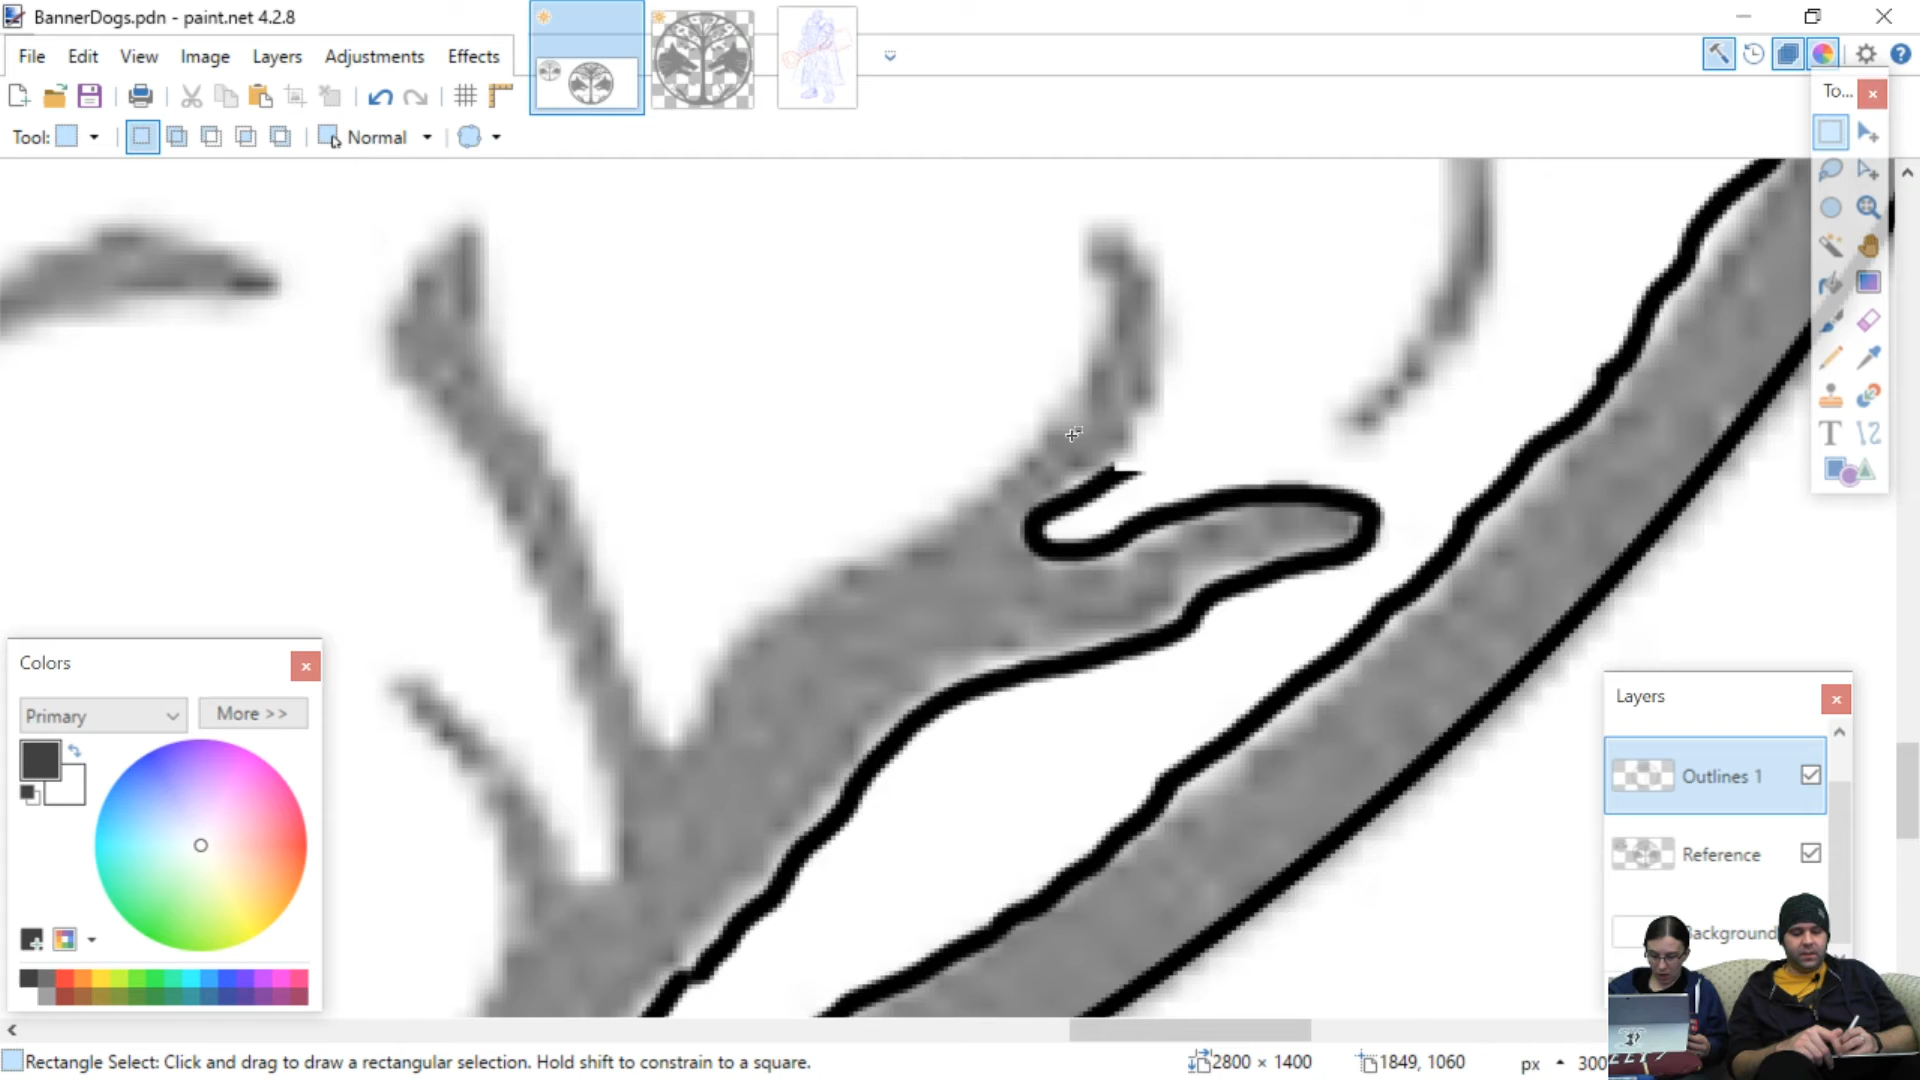 BannerDogs.pdn - paint.net 4.2.8
File Edit View Image Layers Adjustments Effects
Tool: Normal
To...
T
Colors
Primary
More >>
Layers
Outlines 1
Reference
Background
Rectangle Select: Click and drag to draw a rectangular selection. Hold shift to constrain to a square.
2800 × 1400
1849, 1060
px
300